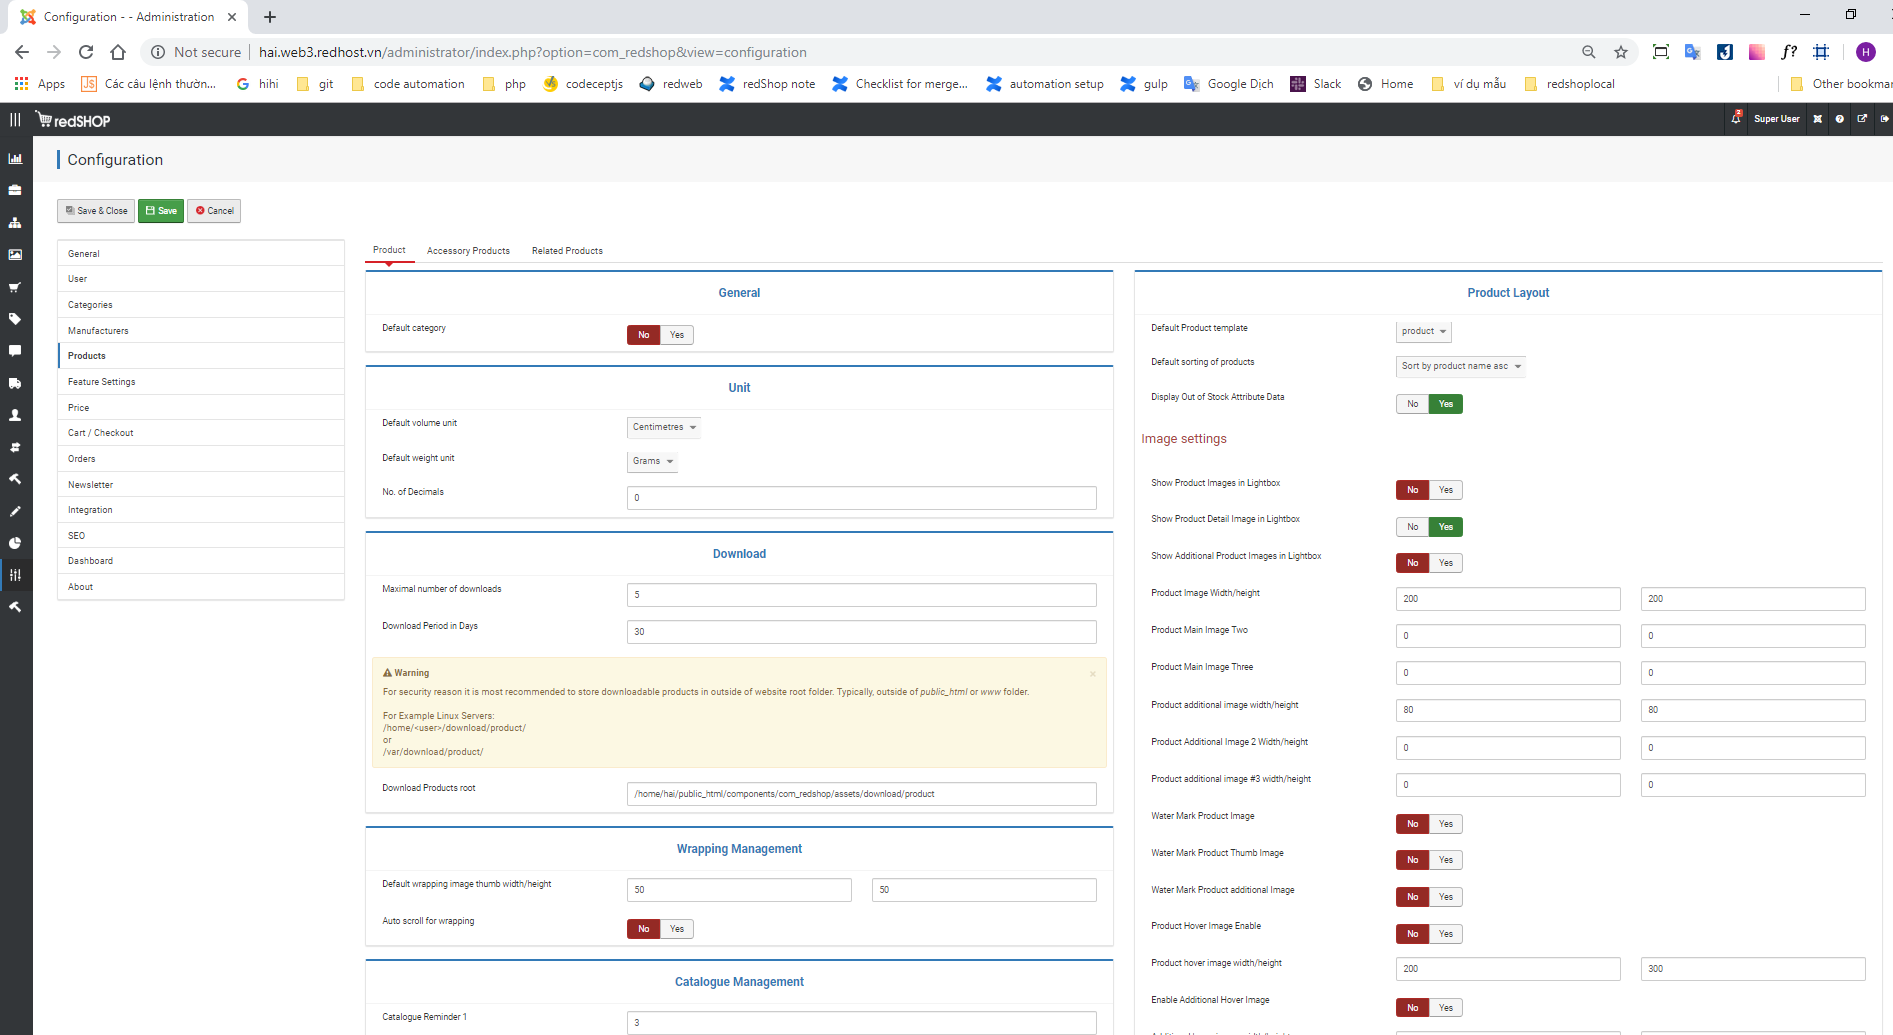 Configuration - - Administration
Not secure
hai.web3.redhost.vn/administrator/index.php?option=com_redshop&view=configuration
f?
H
Apps
Các câu lệnh thườn...
hihi
git
code automation
php
codeceptjs
redweb
redShop note
Checklist for merge...
automation setup
gulp
Google Dịch
Slack
Home
ví dụ mẫu
redshoplocal
Other bookmar
redSHOP
2
Super User
Configuration
Save & Close
Save
Cancel
General
User
Categories
Manufacturers
Products
Feature Settings
Price
Cart / Checkout
Orders
Newsletter
Integration
SEO
Dashboard
About
Product
Accessory Products
Related Products
General
Default category
No Yes
Unit
Default volume unit
Centimetres
Default weight unit
Grams
No. of Decimals
0
Download
Maximal number of downloads
5
Download Period in Days
30
Warning
For security reason it is most recommended to store downloadable products in outside of website root folder. Typically, outside of public_html or www folder.
For Example Linux Servers:
/home/<user>/download/product/
or
/var/download/product/
Download Products root
/home/hai/public_html/components/com_redshop/assets/download/product
Wrapping Management
Default wrapping image thumb width/height
50
50
Auto scroll for wrapping
No Yes
Catalogue Management
Catalogue Reminder 1
3
Product Layout
Default Product template
product
Default sorting of products
Sort by product name asc
Display Out of Stock Attribute Data
No Yes
Image settings
Show Product Images in Lightbox
No Yes
Show Product Detail Image in Lightbox
No Yes
Show Additional Product Images in Lightbox
No Yes
Product Image Width/height
200
200
Product Main Image Two
0
0
Product Main Image Three
0
0
Product additional image width/height
80
80
Product Additional Image 2 Width/height
0
0
Product additional image #3 width/height
0
0
Water Mark Product Image
No Yes
Water Mark Product Thumb Image
No Yes
Water Mark Product additional Image
No Yes
Product Hover Image Enable
No Yes
Product hover image width/height
200
300
Enable Additional Hover Image
No Yes